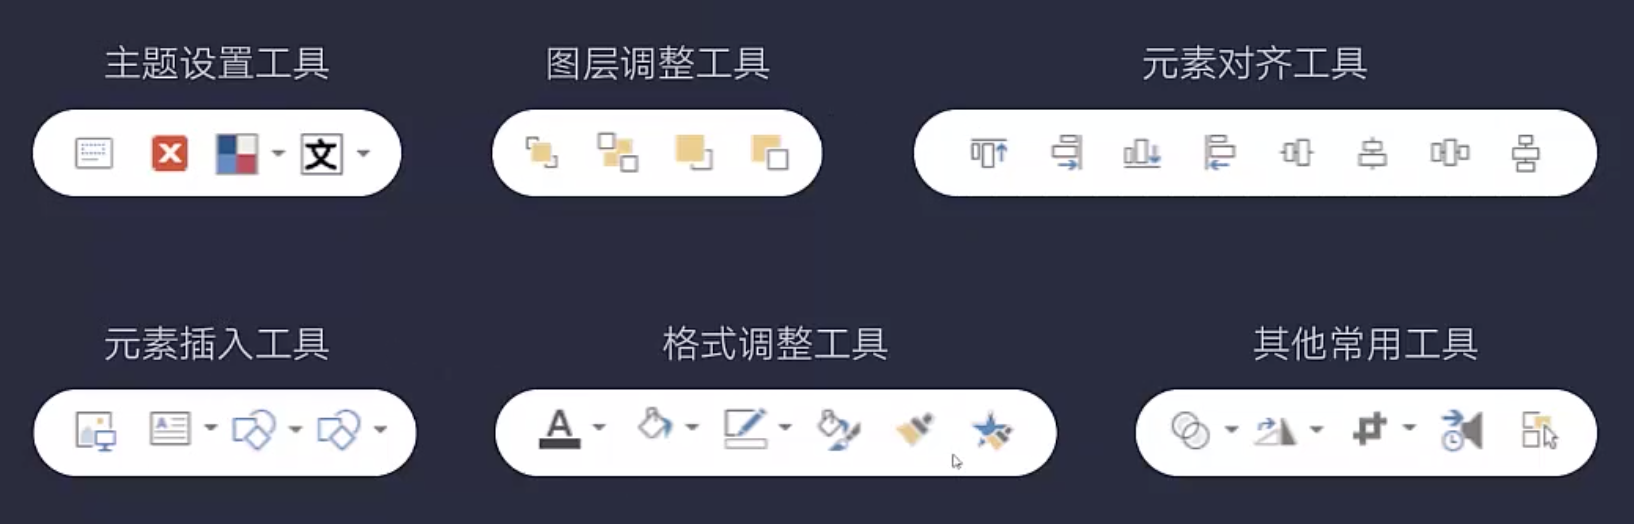 主题设置工具
图层调整工具
元素对齐工具
文
元素插入工具
格式调整工具
其他常用工具
A
A